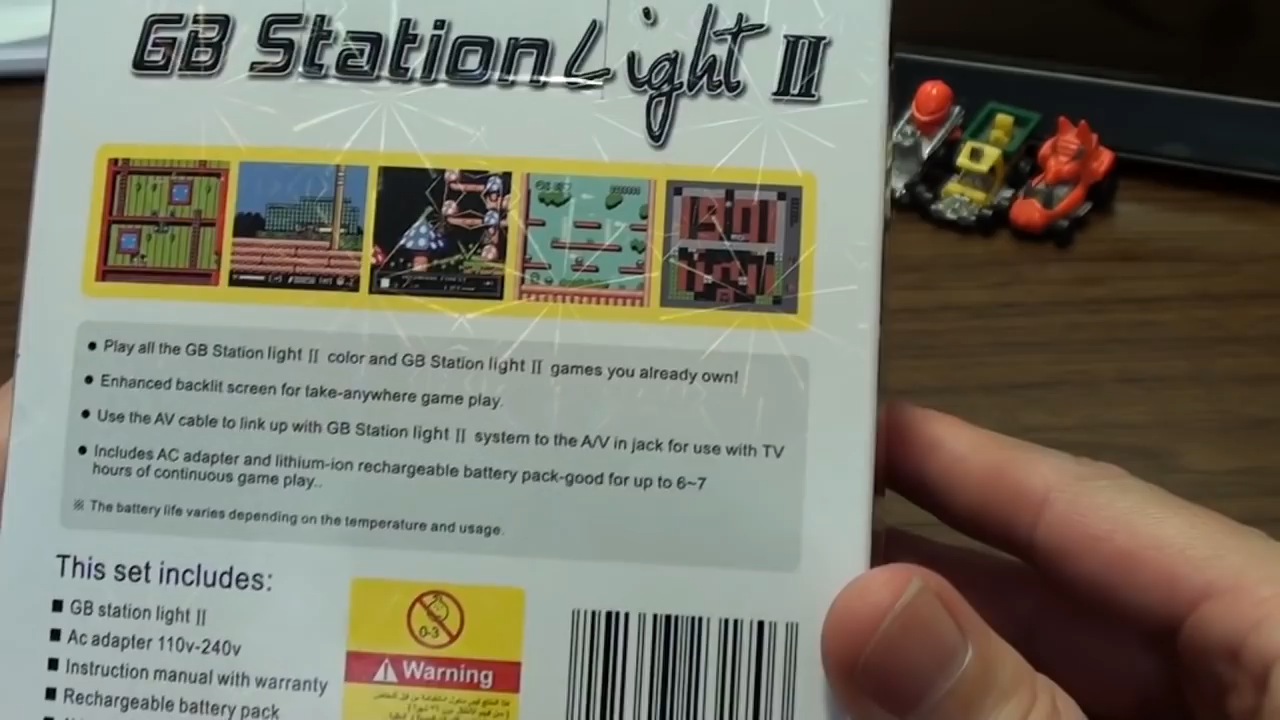 GB Station Light II
• Play all the GB Station light II color and GB Station light II games you already own!
• Enhanced backlit screen for take-anywhere game play.
• Use the AV cable to link up with GB Station light II system to the A/V in jack for use with TV
• Includes AC adapter and lithium-ion rechargeable battery pack-good for up to 6~7
hours of continuous game play..
※ The battery life varies depending on the temperature and usage.
This set includes:
■ GB station light II
■ Ac adapter 110v-240v
■ Instruction manual with warranty
■ Rechargeable battery pack
0-3
Warning